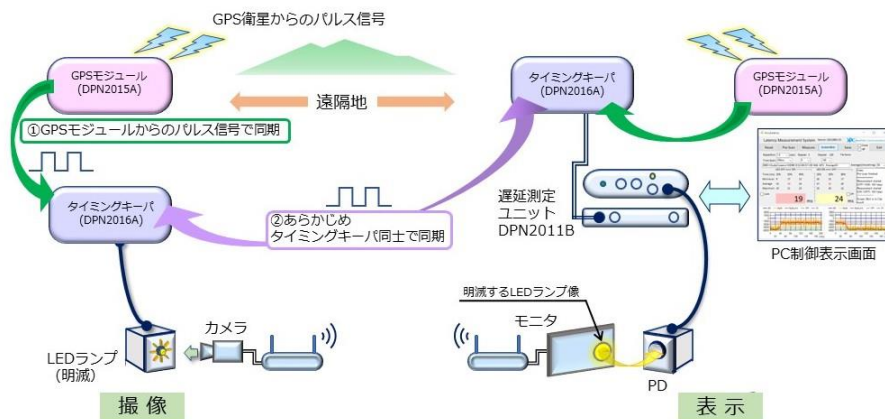 GPS衛星からのパルス信号
GPSモジュール
(DPN2015A)
タイミングキーパ
(DPN2016A)
GPSモジュール
(DPN2015A)
遠隔地
①GPSモジュールからのパルス信号で同期
タイミングキーパ
(DPN2016A)
②あらかじめ
タイミングキーパ同士で同期
遅延測定
ユニット
DPN2011B
19
24
PC制御表示画面
明滅するLEDランプ像
カメラ
モニタ
LEDランプ
(明滅)
PD
撮 像
表 示